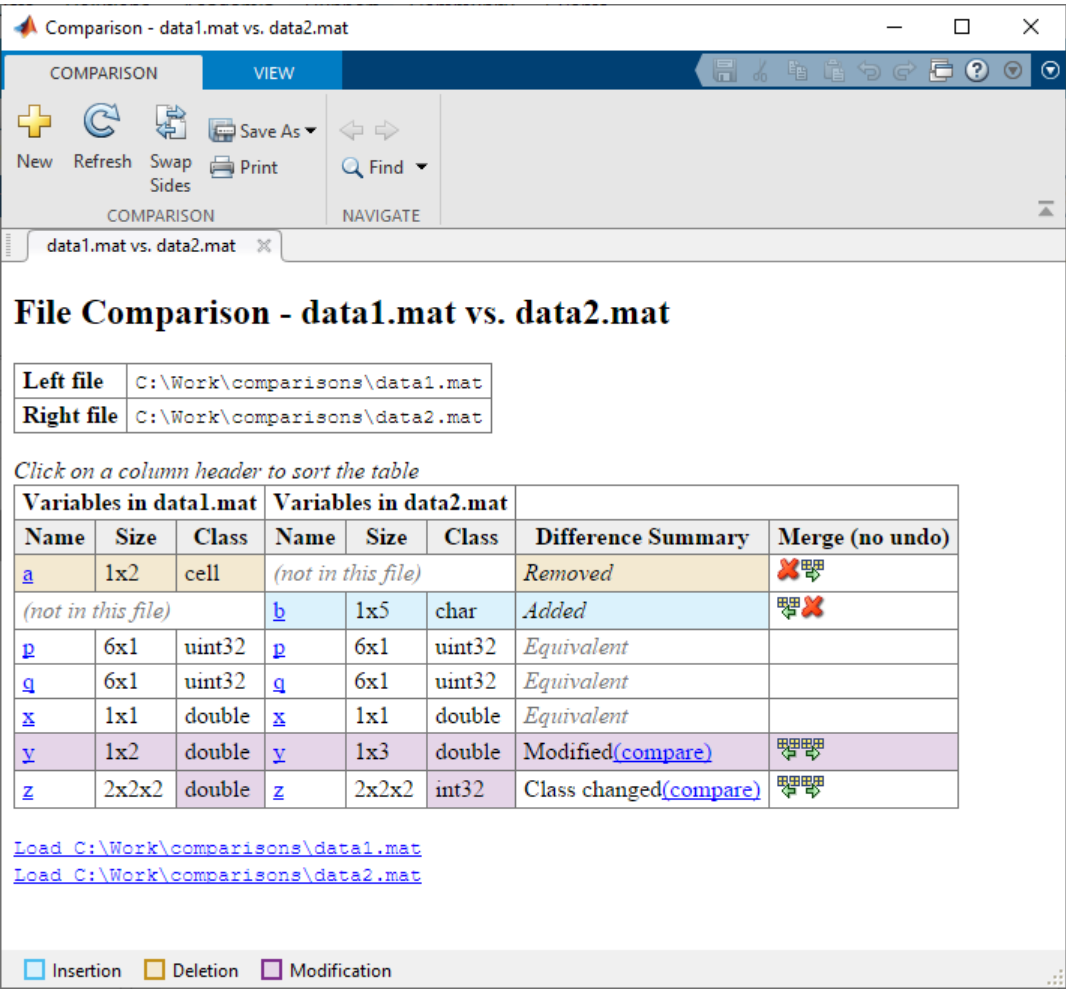 Comparison - data1.mat vs. data2.mat
COMPARISON VIEW
New Refresh Swap Sides Save As Print Find
COMPARISON NAVIGATE
data1.mat vs. data2.mat
File Comparison - data1.mat vs. data2.mat
Left file C:\Work\comparisons\data1.mat
Right file C:\Work\comparisons\data2.mat
Click on a column header to sort the table
Variables in data1.mat Variables in data2.mat
Name Size Class Name Size Class Difference Summary Merge (no undo)
a 1x2 cell (not in this file) Removed
(not in this file) b 1x5 char Added
p 6x1 uint32 p 6x1 uint32 Equivalent
q 6x1 uint32 q 6x1 uint32 Equivalent
x 1x1 double x 1x1 double Equivalent
y 1x2 double y 1x3 double Modified(compare)
z 2x2x2 double z 2x2x2 int32 Class changed(compare)
Load C:\Work\comparisons\data1.mat
Load C:\Work\comparisons\data2.mat
Insertion Deletion Modification